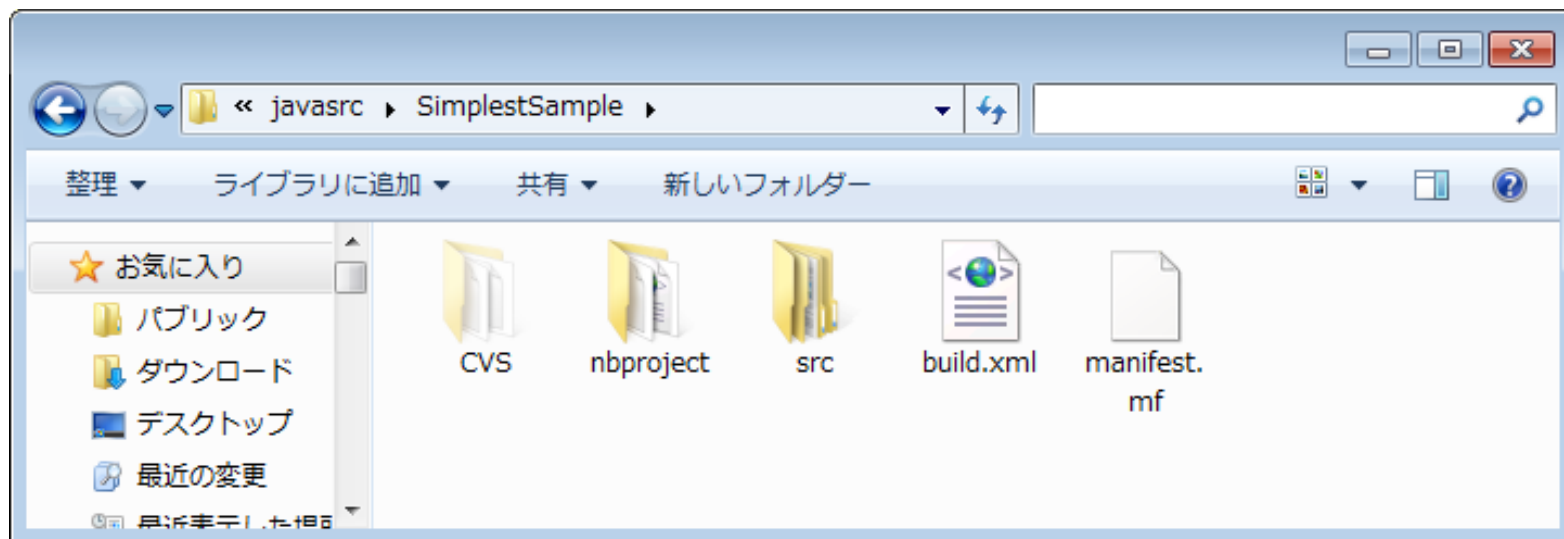 « javasrc ▸ SimplestSample ▸
整理 ライブラリに追加 共有 新しいフォルダー
お気に入り
パブリック
ダウンロード
デスクトップ
最近の変更
CVS
nbproject
src
build.xml
manifest.
mf